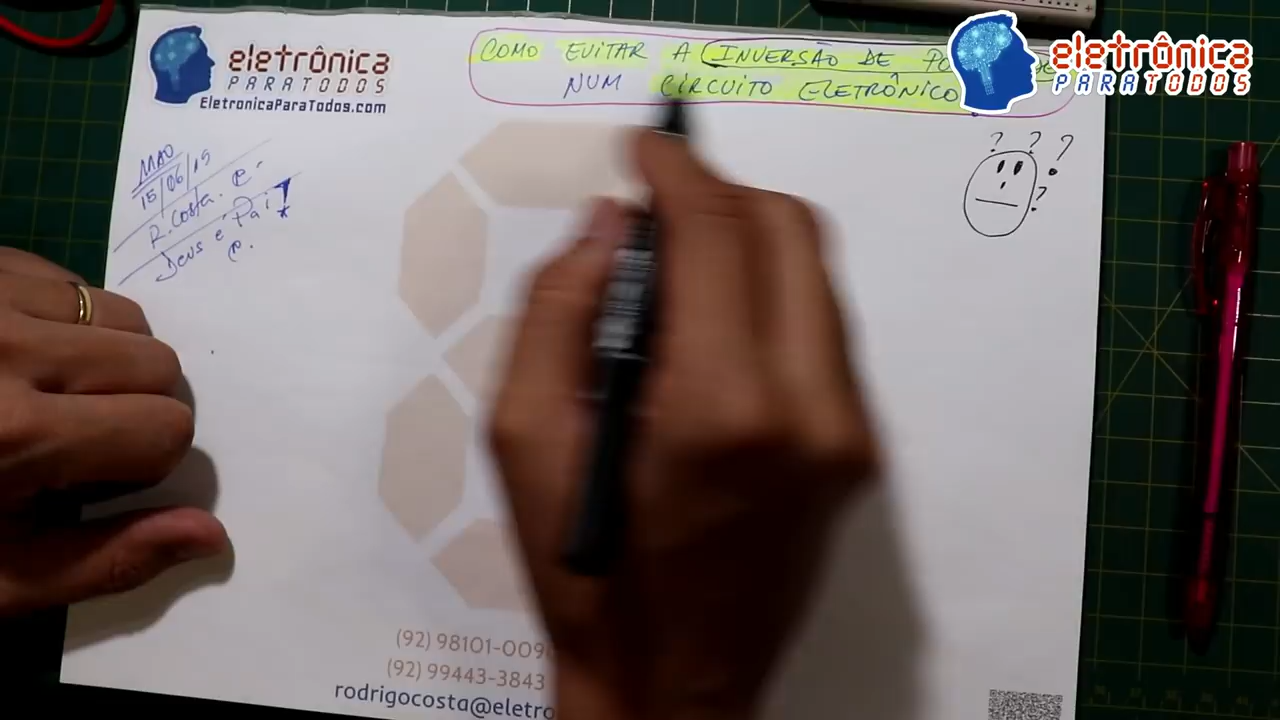 eletrônica
PARATODOS
EletronicaParaTodos.com
COMO EVITAR A INVERSÃO DE
NUM CIRCUITO ELETRÔNICO
eletrônica
PARATODOS
? ? ?
?
MAO
15/06/19
R. Costa.
Deus é Pai!
(92) 98101-009
(92) 99443-3843
rodrigocosta@eletro